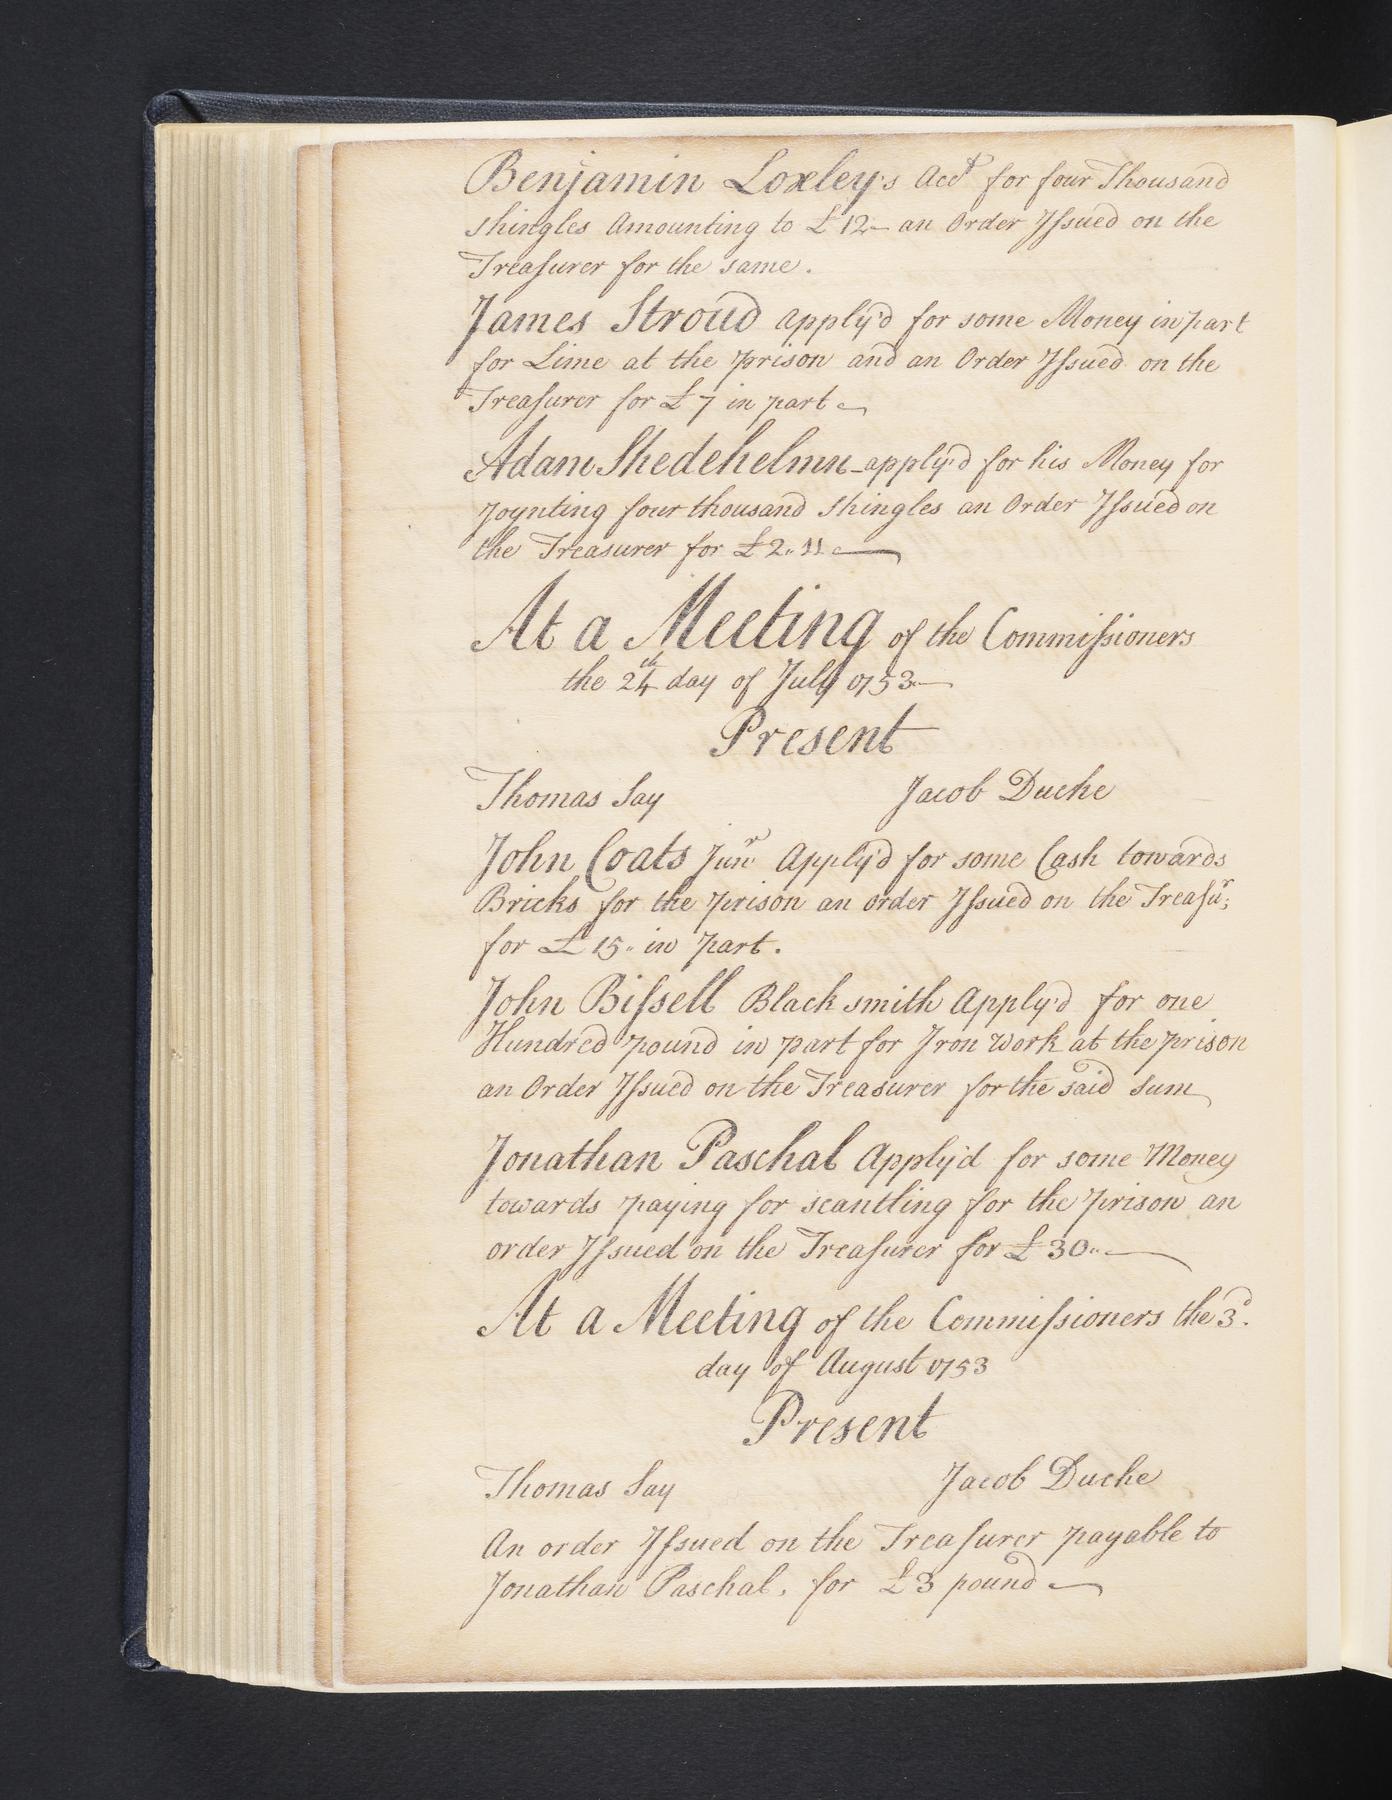 Benjamin Loxley's Acct for four Thousand
Shingles Amounting to £12— an Order Issued on the
Treasurer for the same.
James Stroud apply'd for some Money in part
for Lime at the prison and an Order Issued on the
Treasurer for £7 in part
Adam Shedehelmn apply'd for his Money for
Joynting four thousand Shingles an Order Issued on
the Treasurer for £2..11
At a Meeting of the Commissioners
the 24th day of July 1753—
Present
Thomas Say Jacob Duche
John Coats Junr Apply'd for some Cash towards
Bricks for the prison an order Issued on the Treasur;
for £15.. in part.
John Bissell Black smith Apply'd for one
Hundred pound in part for Iron Work at the prison
an Order Issued on the Treasurer for the said Sum
Jonathan Paschal Apply'd for some Money
towards paying for scantling for the prison an
order Issued on the Treasurer for £30..—
At a Meeting of the Commissioners the 3d.
day of August 1753
Present
Thomas Say Jacob Duche
An order Issued on the Treasurer payable to
Jonathan Paschal, for £3 pound